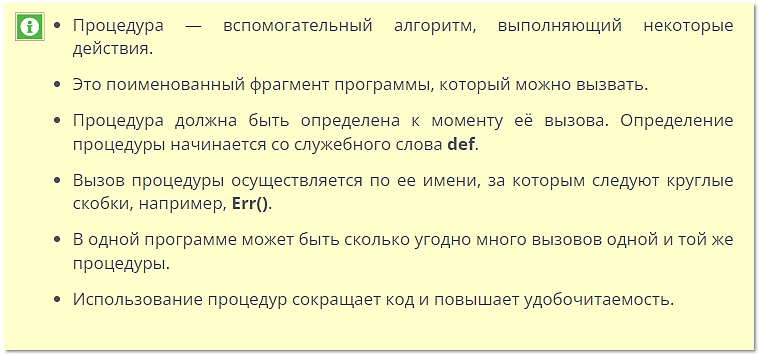 Процедура — вспомогательный алгоритм, выполняющий некоторые
действия.
Это поименованный фрагмент программы, который можно вызвать.
Процедура должна быть определена к моменту её вызова. Определение
процедуры начинается со служебного слова def.
Вызов процедуры осуществляется по ее имени, за которым следуют круглые
скобки, например, Err().
В одной программе может быть сколько угодно много вызовов одной и той же
процедуры.
Использование процедур сокращает код и повышает удобочитаемость.